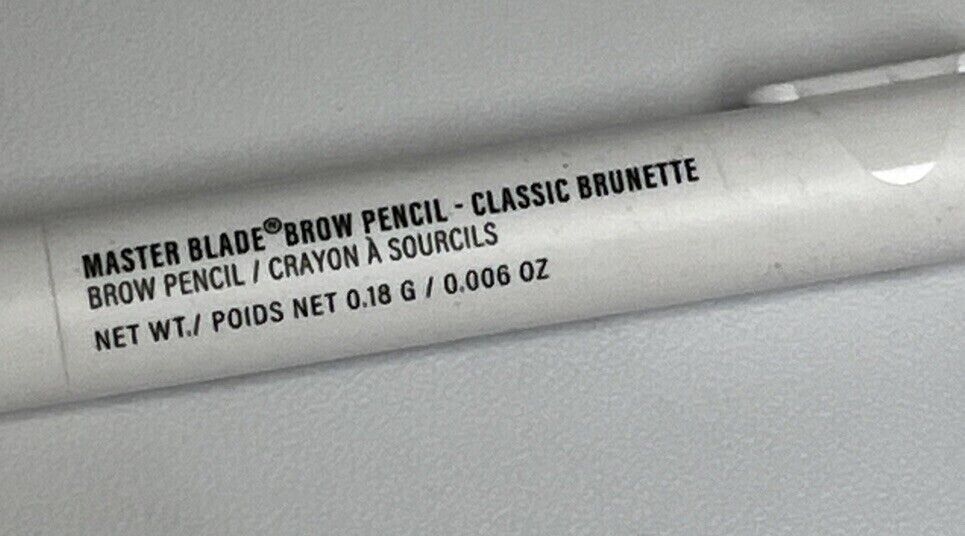 MASTER BLADE® BROW PENCIL - CLASSIC BRUNETTE
BROW PENCIL / CRAYON À SOURCILS
NET WT./ POIDS NET 0.18 G / 0.006 OZ